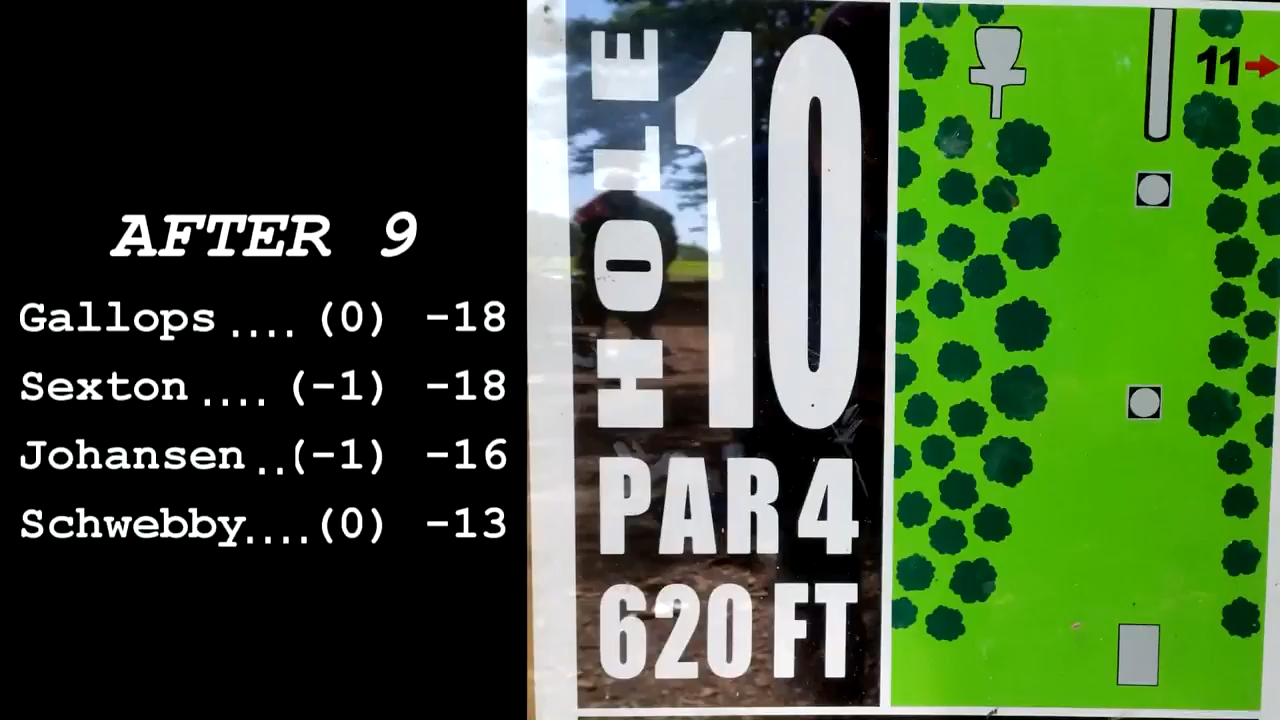 AFTER 9
Gallops .... (0) -18
Sexton .... (-1) -18
Johansen ..(-1) -16
Schwebby....(0) -13
HOLE
10
PAR 4
620 FT
11